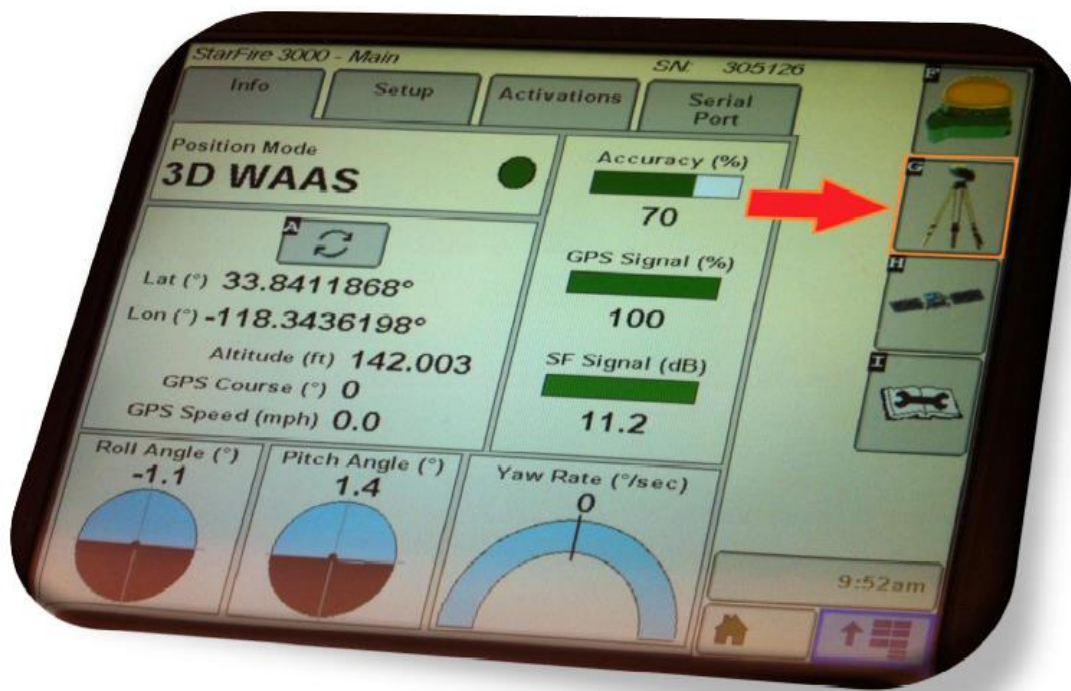 StarFire 3000 - Main
SN: 305126
Info
Setup
Activations
Serial
Port
Position Mode
3D WAAS
A
Lat (°) 33.8411868°
Lon (°) -118.3436198°
Altitude (ft) 142.003
GPS Course (°) 0
GPS Speed (mph) 0.0
Accuracy (%)
70
GPS Signal (%)
100
SF Signal (dB)
11.2
Roll Angle (°)
-1.1
Pitch Angle (°)
1.4
Yaw Rate (°/sec)
0
F
G
H
I
9:52am